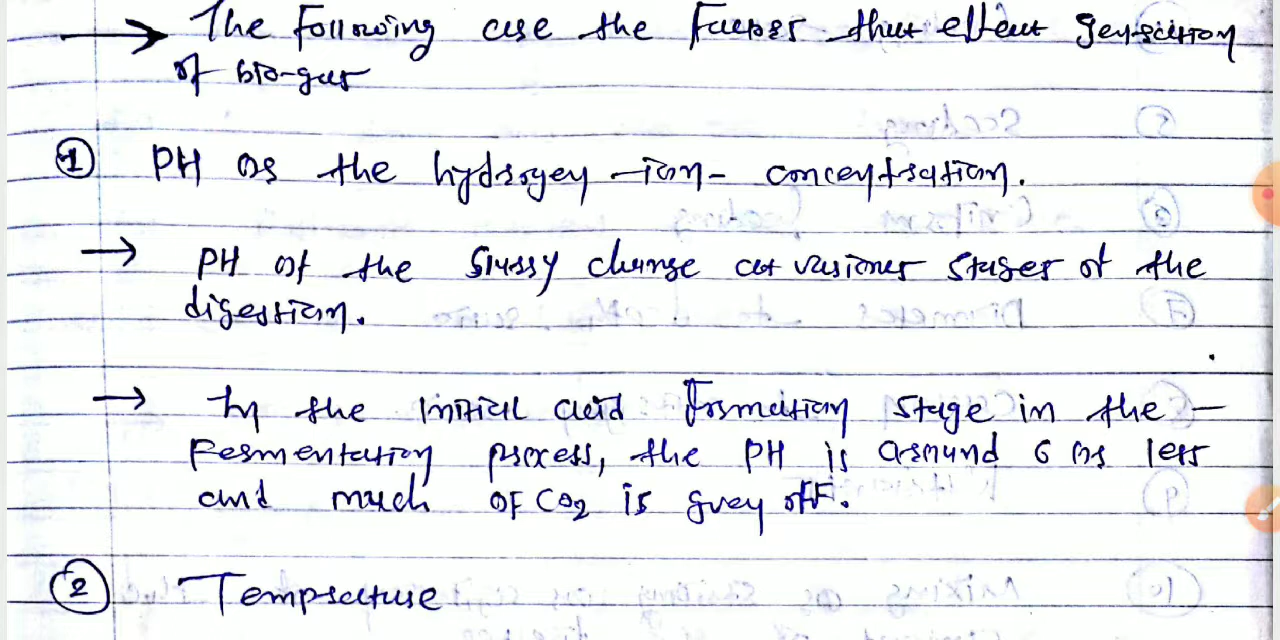 → The following are the factors that effect generation
of bio-gas
① PH or the hydrogen -ion- concentration.
→ PH of the slurry change at various stages of the
digestion.
→ In the initial acid formation stage in the -
fermentation process, the PH is around 6 or less
and much of CO2 is given off.
② Temperature